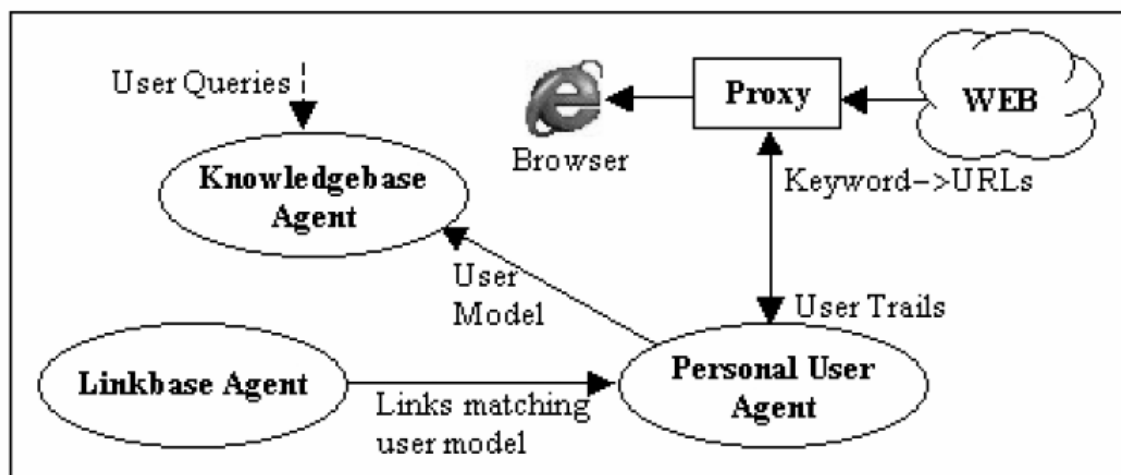 User Queries
Browser
Proxy
WEB
Keyword->URLs
Knowledgebase
Agent
User
Model
User Trails
Linkbase Agent
Links matching
user model
Personal User
Agent